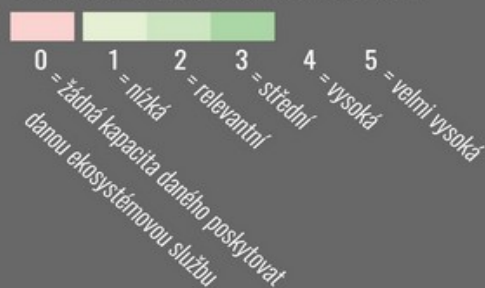 0 1 2 3 4 5
= žádná kapacita daného poskytovat
danou ekosystémovou službu
= nízká
= relevantní
= střední
= vysoká
= velmi vysoká